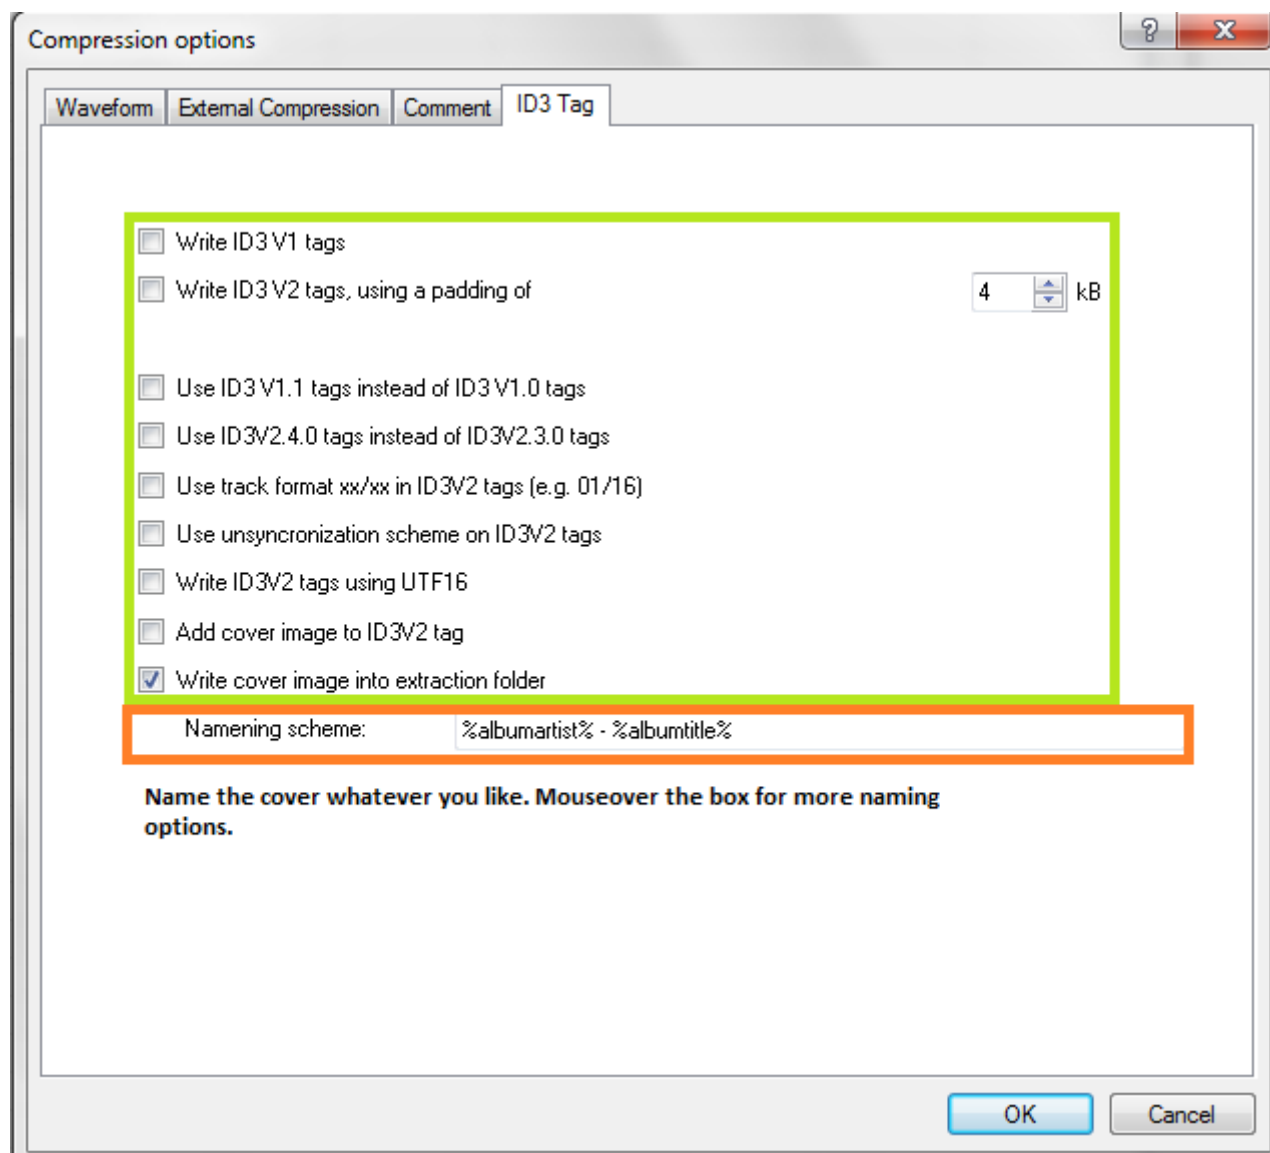 Compression options
Waveform External Compression Comment ID3 Tag
Write ID3 V1 tags
Write ID3 V2 tags, using a padding of 4 kB
Use ID3 V1.1 tags instead of ID3 V1.0 tags
Use ID3V2.4.0 tags instead of ID3V2.3.0 tags
Use track format xx/xx in ID3V2 tags (e.g. 01/16)
Use unsyncronization scheme on ID3V2 tags
Write ID3V2 tags using UTF16
Add cover image to ID3V2 tag
Write cover image into extraction folder
Namening scheme: %albumartist% - %albumtitle%
Name the cover whatever you like. Mouseover the box for more naming
options.
OK Cancel